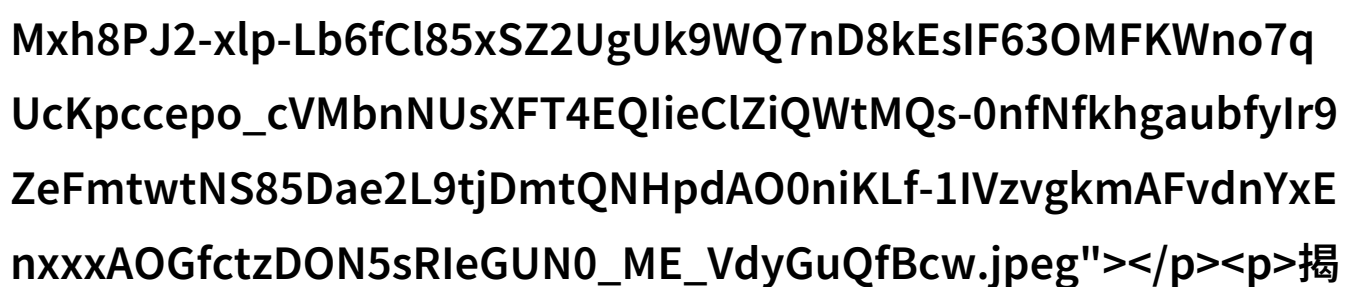 Mxh8PJ2-xlp-Lb6fCl85xSZ2UgUk9WQ7nD8kEsIF63OMFKWno7q
UcKpccepo_cVMbnNUsXFT4EQIieClZiQWtMQs-0nfNfkhgaubfyIr9
ZeFmtwtNS85Dae2L9tjDmtQNHpdAO0niKLf-1IVzvgkmAFvdnYxE
nxxxAOGfctzDON5sRIeGUN0_ME_VdyGuQfBcw.jpeg"></p><p>揭